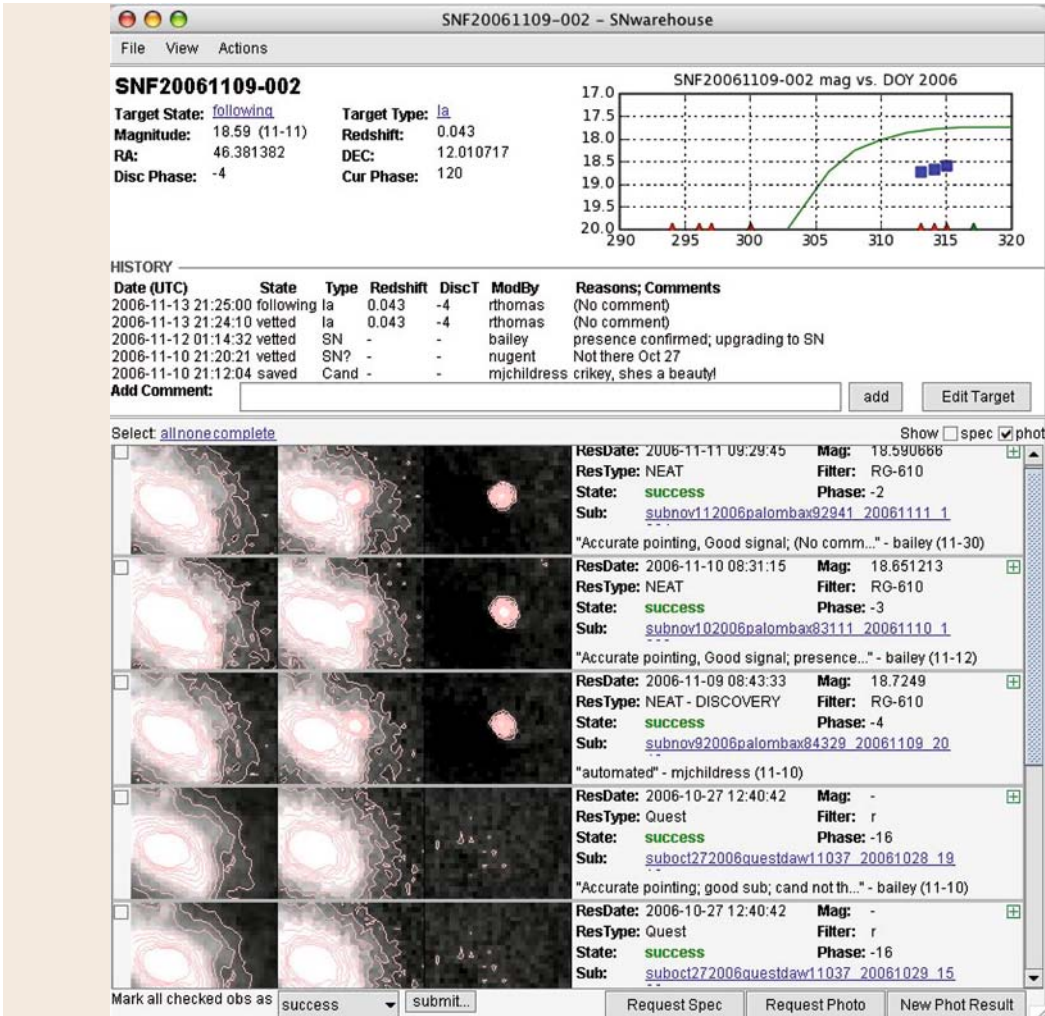 SNF20061109-002 - SNwarehouse
File View Actions
SNF20061109-002
Target State: following Target Type: Ia
Magnitude: 18.59 (11-11) Redshift: 0.043
RA: 46.381382 DEC: 12.010717
Disc Phase: -4 Cur Phase: 120
SNF20061109-002 mag vs. DOY 2006
17.0
17.5
18.0
18.5
19.0
19.5
20.0
290 295 300 305 310 315 320
HISTORY
Date (UTC) State Type Redshift DiscT ModBy Reasons; Comments
2006-11-13 21:25:00 following Ia 0.043 -4 rthomas (No comment)
2006-11-13 21:24:10 vetted Ia 0.043 -4 rthomas (No comment)
2006-11-12 01:14:32 vetted SN - - bailey presence confirmed; upgrading to SN
2006-11-10 21:20:21 vetted SN? - - nugent Not there Oct 27
2006-11-10 21:12:04 saved Cand - - mjchildress crikey, shes a beauty!
Add Comment: add Edit Target
Select: all none complete Show spec phot
ResDate: 2006-11-11 09:29:45 Mag: 18.590666
ResType: NEAT Filter: RG-610
State: success Phase: -2
Sub: subnov112006palombax92941_20061111_1
"Accurate pointing, Good signal; (No comm..." - bailey (11-30)
ResDate: 2006-11-10 08:31:15 Mag: 18.651213
ResType: NEAT Filter: RG-610
State: success Phase: -3
Sub: subnov102006palombax83111_20061110_1
"Accurate pointing, Good signal; presence..." - bailey (11-12)
ResDate: 2006-11-09 08:43:33 Mag: 18.7249
ResType: NEAT - DISCOVERY Filter: RG-610
State: success Phase: -4
Sub: subnov92006palombax84329_20061109_20
"automated" - mjchildress (11-10)
ResDate: 2006-10-27 12:40:42 Mag: -
ResType: Quest Filter: r
State: success Phase: -16
Sub: suboct272006questdaw11037_20061028_19
"Accurate pointing; good sub; cand not th..." - bailey (11-10)
ResDate: 2006-10-27 12:40:42 Mag: -
ResType: Quest Filter: r
State: success Phase: -16
Sub: suboct272006questdaw11037_20061029_15
Mark all checked obs as success submit... Request Spec Request Photo New Phot Result